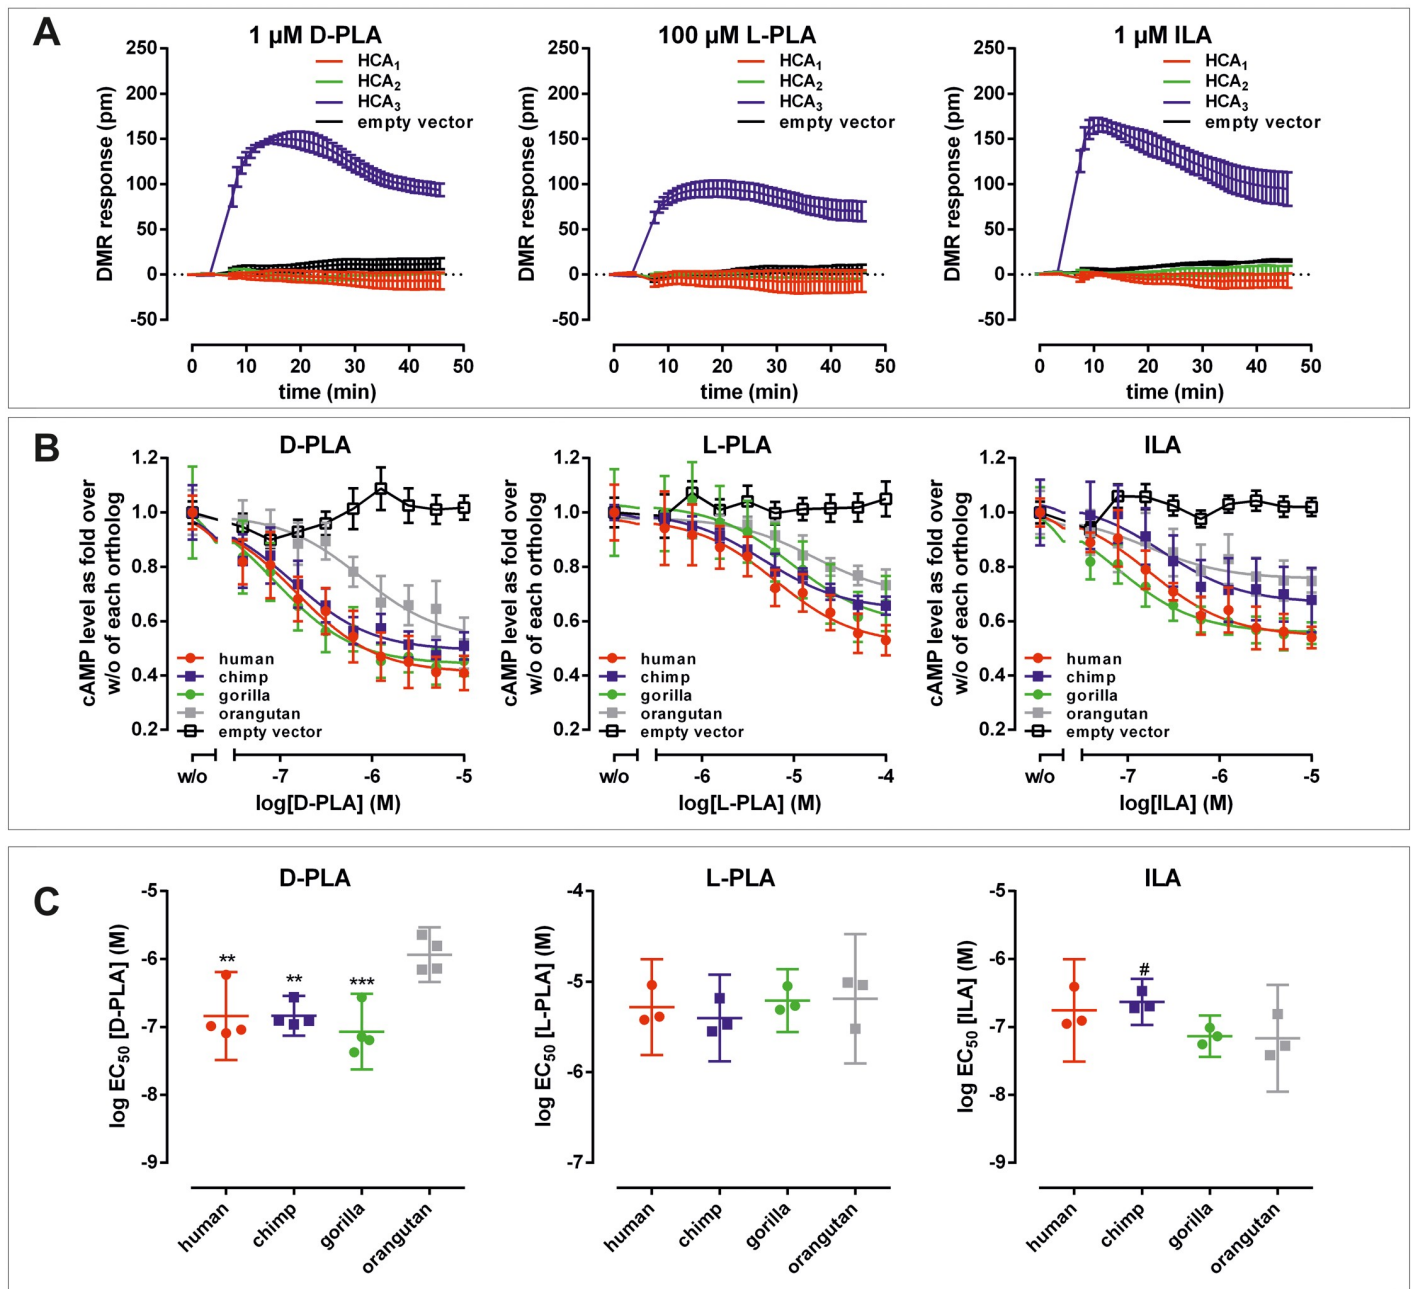 A
1 µM D-PLA
DMR response (pm)
250
200
150
100
50
0
-50
HCA1
HCA2
HCA3
empty vector
0 10 20 30 40 50
time (min)
100 µM L-PLA
DMR response (pm)
250
200
150
100
50
0
-50
HCA1
HCA2
HCA3
empty vector
0 10 20 30 40 50
time (min)
1 µM ILA
DMR response (pm)
250
200
150
100
50
0
-50
HCA1
HCA2
HCA3
empty vector
0 10 20 30 40 50
time (min)
B
D-PLA
cAMP level as fold over
w/o of each ortholog
1.2
1.0
0.8
0.6
0.4
0.2
human
chimp
gorilla
orangutan
empty vector
w/o -7 -6 -5
log[D-PLA] (M)
L-PLA
cAMP level as fold over
w/o of each ortholog
1.2
1.0
0.8
0.6
0.4
0.2
human
chimp
gorilla
orangutan
empty vector
w/o -6 -5 -4
log[L-PLA] (M)
ILA
cAMP level as fold over
w/o of each ortholog
1.2
1.0
0.8
0.6
0.4
0.2
human
chimp
gorilla
orangutan
empty vector
w/o -7 -6 -5
log[ILA] (M)
C
D-PLA
log EC50 [D-PLA] (M)
-5
-6
-7
-8
-9
** ** ***
human chimp gorilla orangutan
L-PLA
log EC50 [L-PLA] (M)
-4
-5
-6
-7
human chimp gorilla orangutan
ILA
log EC50 [ILA] (M)
-5
-6
-7
-8
-9
#
human chimp gorilla orangutan